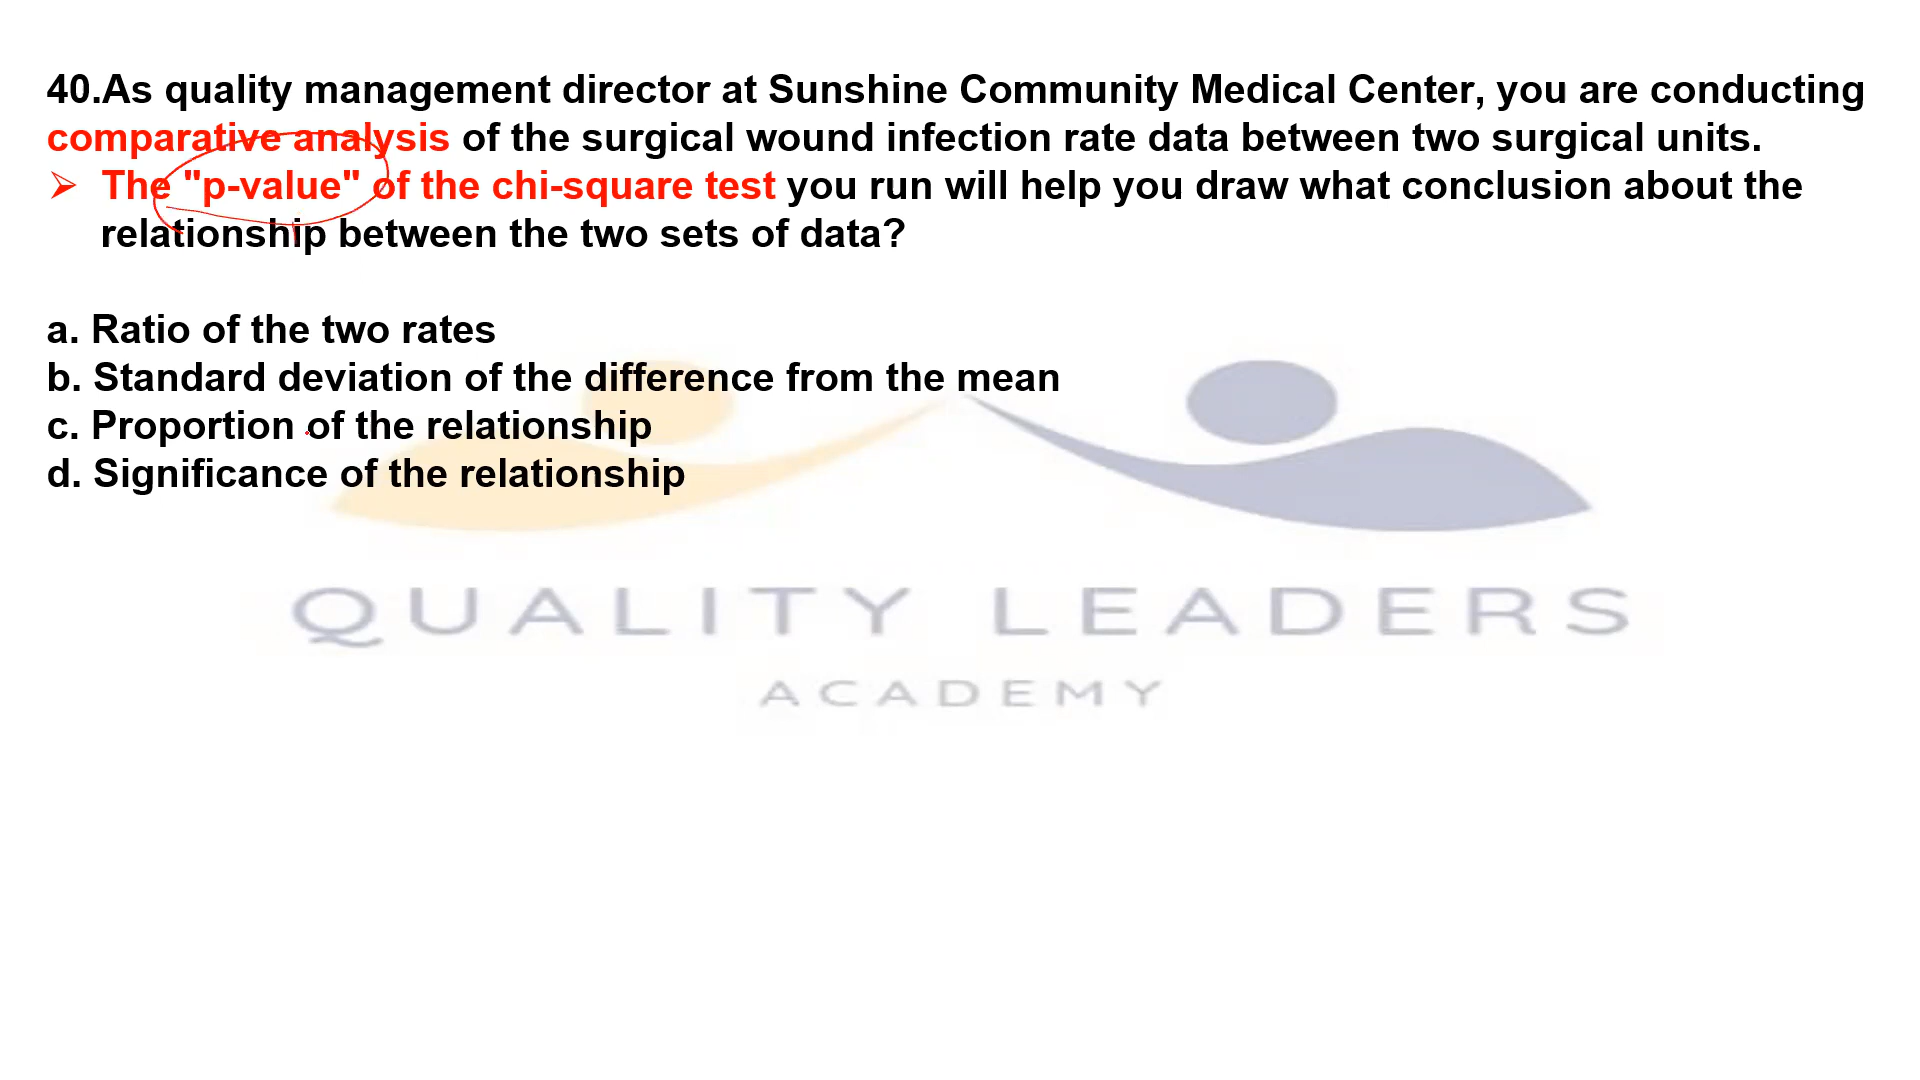 40.As quality management director at Sunshine Community Medical Center, you are conducting
comparative analysis of the surgical wound infection rate data between two surgical units.
➢ The "p-value" of the chi-square test you run will help you draw what conclusion about the
relationship between the two sets of data?
a. Ratio of the two rates
b. Standard deviation of the difference from the mean
c. Proportion of the relationship
d. Significance of the relationship
QUALITY LEADERS
ACADEMY